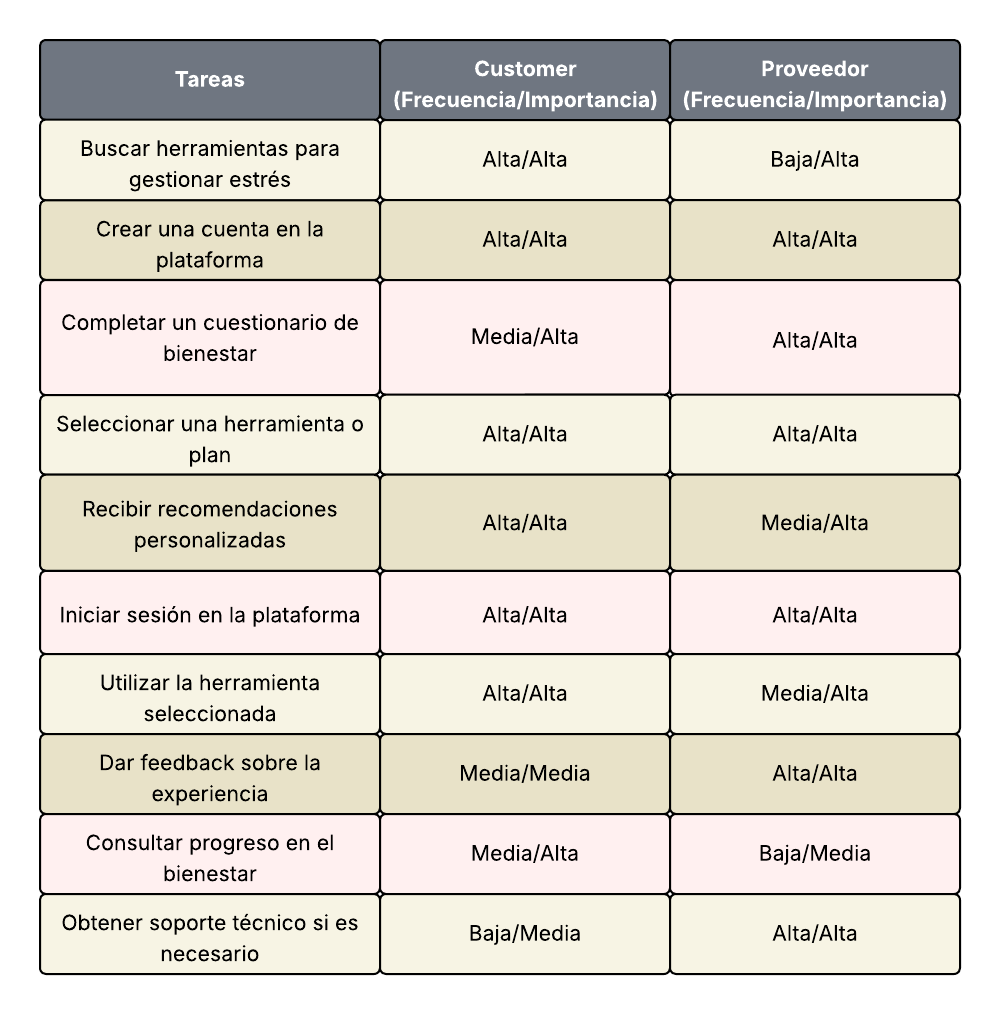 Tareas
Customer
(Frecuencia/Importancia)
Proveedor
(Frecuencia/Importancia)
Buscar herramientas para
gestionar estrés
Alta/Alta
Baja/Alta
Crear una cuenta en la
plataforma
Alta/Alta
Alta/Alta
Completar un cuestionario de
bienestar
Media/Alta
Alta/Alta
Seleccionar una herramienta o
plan
Alta/Alta
Alta/Alta
Recibir recomendaciones
personalizadas
Alta/Alta
Media/Alta
Iniciar sesión en la plataforma
Alta/Alta
Alta/Alta
Utilizar la herramienta
seleccionada
Alta/Alta
Media/Alta
Dar feedback sobre la
experiencia
Media/Media
Alta/Alta
Consultar progreso en el
bienestar
Media/Alta
Baja/Media
Obtener soporte técnico si es
necesario
Baja/Media
Alta/Alta